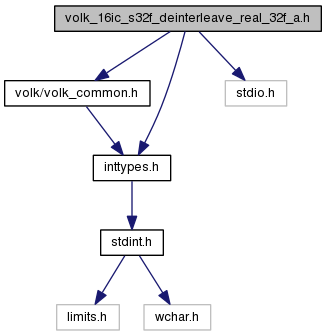 volk_16ic_s32f_deinterleave_real_32f_a.h
volk/volk_common.h
stdio.h
inttypes.h
stdint.h
limits.h
wchar.h